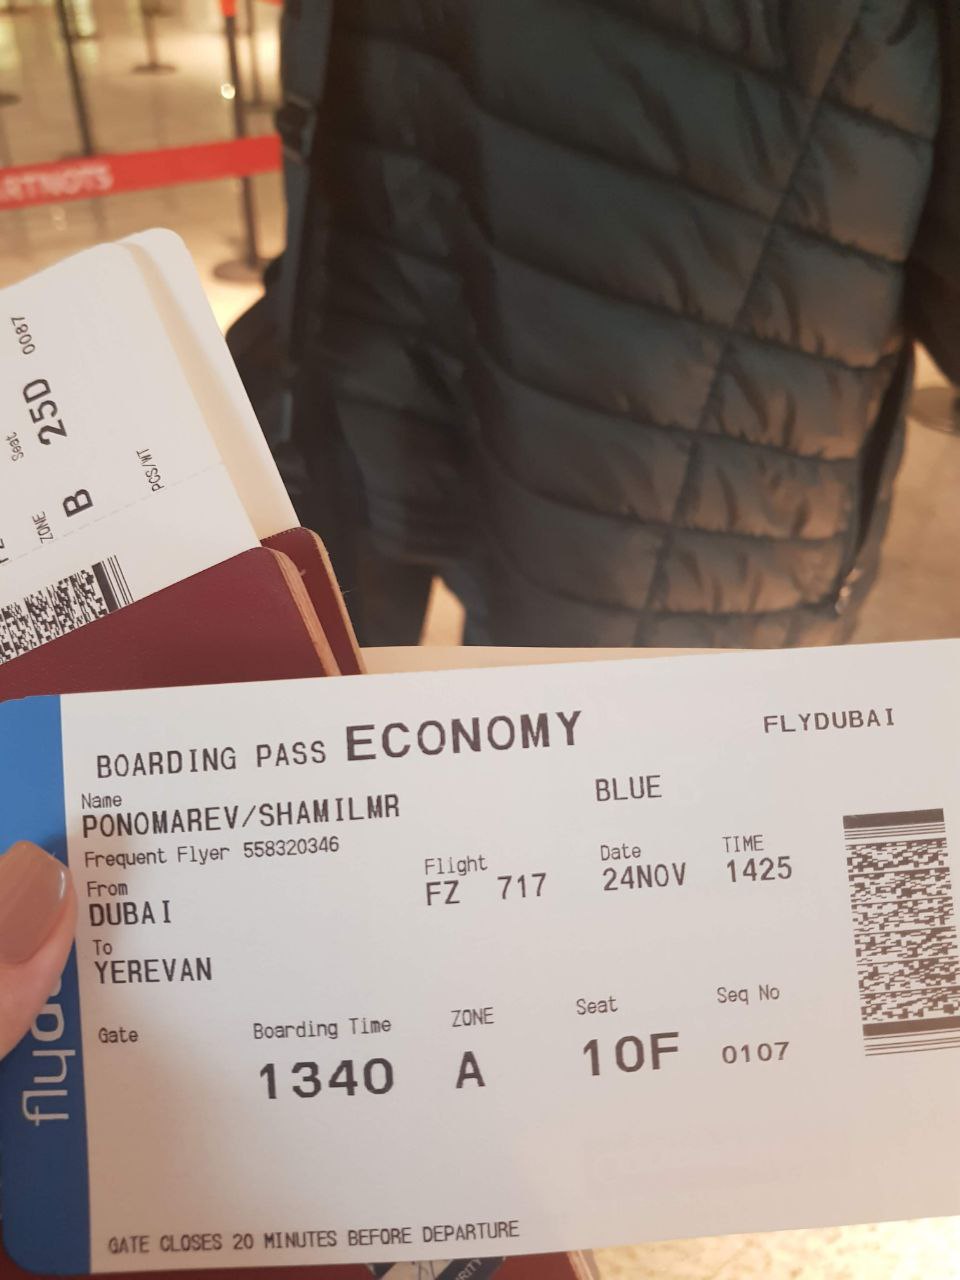 ARTNOTS
Seat
25D 0087
ZONE
B
PCS/WT
BOARDING PASS ECONOMY
FLYDUBAI
Name
PONOMAREV/SHAMILMR
BLUE
Frequent Flyer 558320346
Flight
Date
TIME
FZ 717
24NOV
1425
From
DUBAI
To
YEREVAN
Gate
Boarding Time
ZONE
Seat
Seq No
1340
A
10F
0107
GATE CLOSES 20 MINUTES BEFORE DEPARTURE